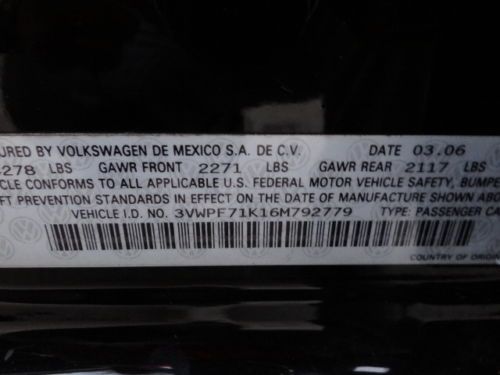 URED BY VOLKSWAGEN DE MEXICO S.A. DE C.V. DATE 03.06
278 LBS GAWR FRONT 2271 LBS GAWR REAR 2117 LBS
CLE CONFORMS TO ALL APPLICABLE U.S. FEDERAL MOTOR VEHICLE SAFETY, BUMPE
FT PREVENTION STANDARDS IN EFFECT ON THE DATE OF MANUFACTURE SHOWN ABO
VEHICLE I.D. NO. 3VWPF71K16M792779 TYPE: PASSENGER CA
COUNTRY OF ORIGIN